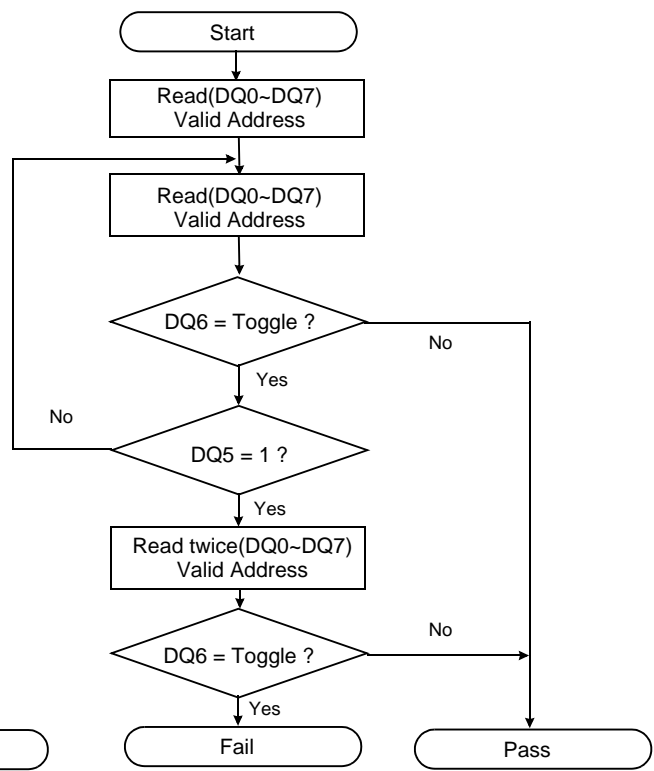 Start
Read(DQ0~DQ7)
Valid Address
Read(DQ0~DQ7)
Valid Address
DQ6 = Toggle ?
No
Yes
No
DQ5 = 1 ?
Yes
Read twice(DQ0~DQ7)
Valid Address
No
DQ6 = Toggle ?
Yes
Fail
Pass